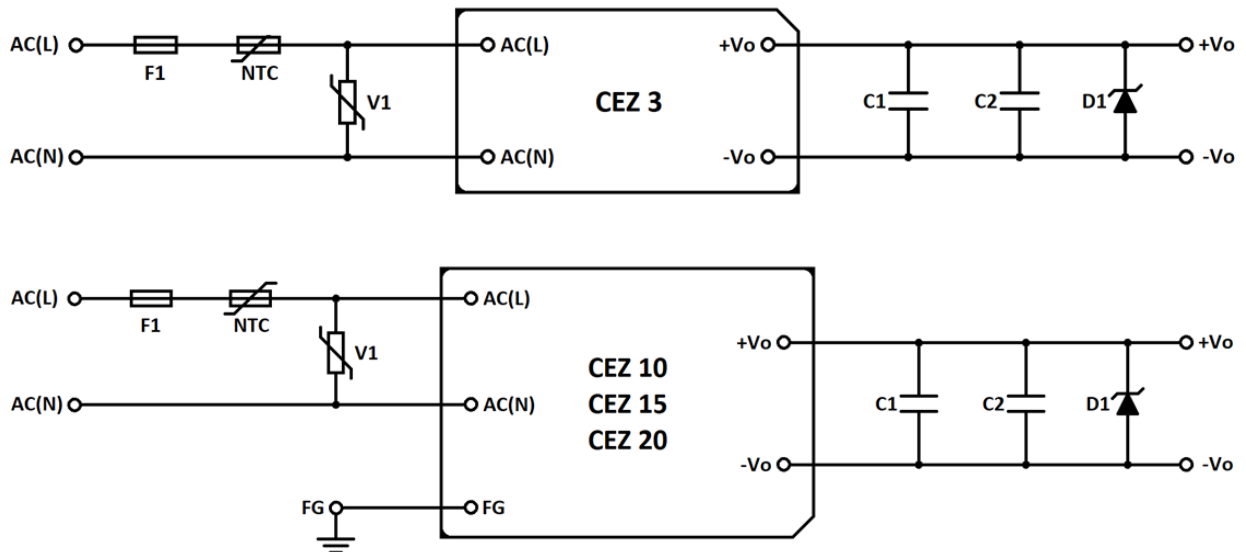 AC(L) F1 NTC V1 AC(L) +Vo C1 C2 D1 +Vo
CEZ 3
AC(N) AC(N) -Vo -Vo
AC(L) F1 NTC AC(L)
V1 +Vo +Vo
CEZ 10
AC(N) AC(N) CEZ 15 C1 C2 D1
CEZ 20
-Vo -Vo
FG FG